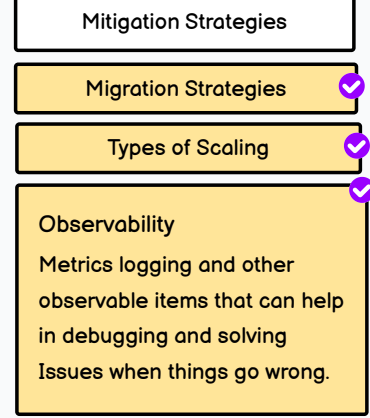 Mitigation Strategies
Migration Strategies
Types of Scaling
Observability
Metrics logging and other
observable items that can help
in debugging and solving
Issues when things go wrong.